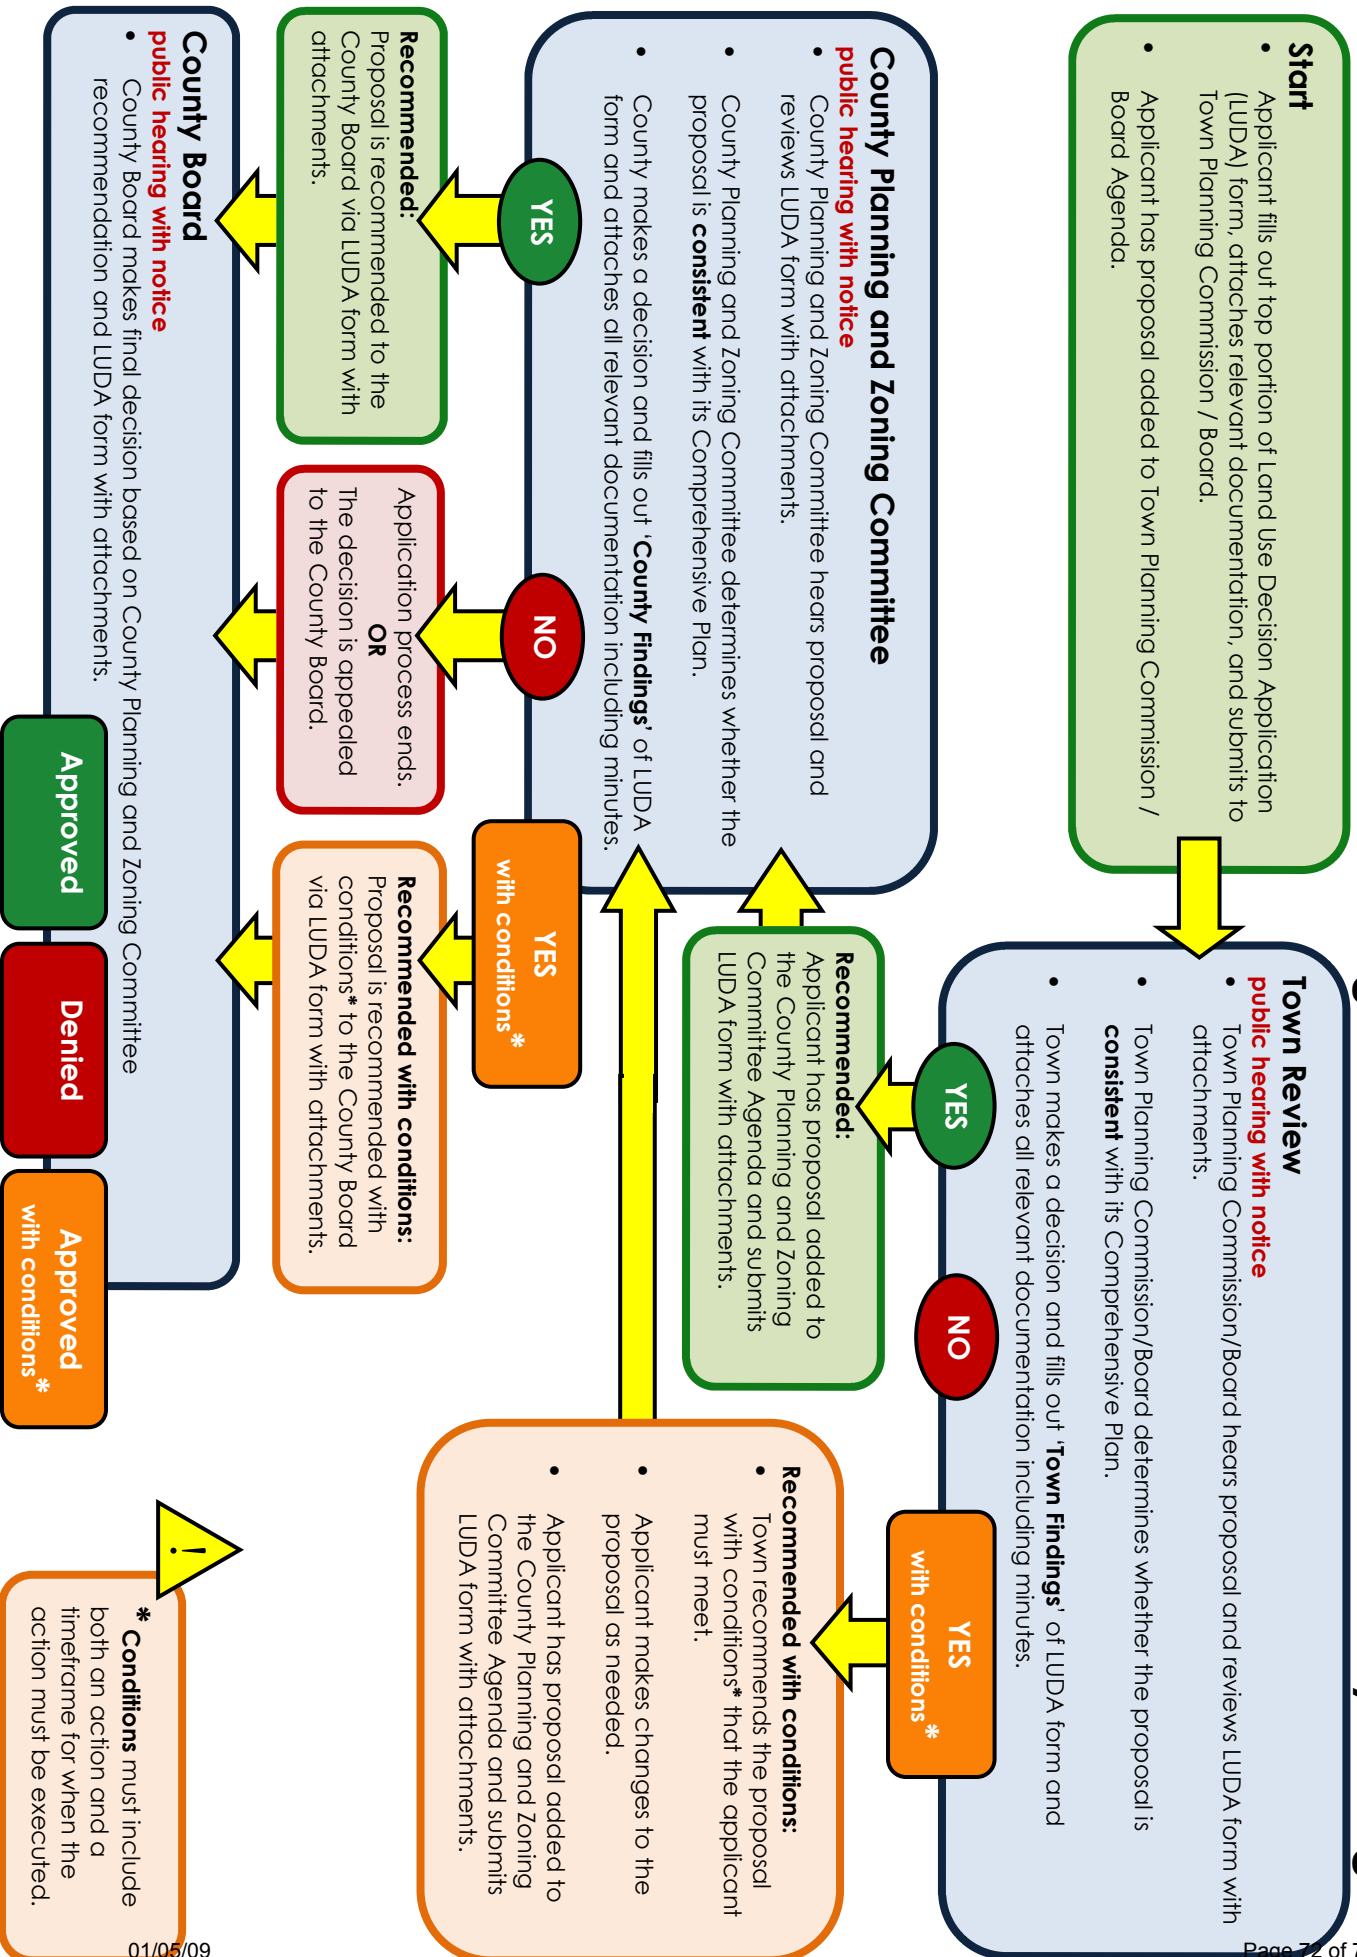 Start
• Applicant fills out top portion of Land Use Decision Application
(LUDA) form, attaches relevant documentation, and submits to
Town Planning Commission / Board.
• Applicant has proposal added to Town Planning Commission /
Board Agenda.
Town Review
public hearing with notice
• Town Planning Commission/Board hears proposal and reviews LUDA form with
attachments.
• Town Planning Commission/Board determines whether the proposal is
consistent with its Comprehensive Plan.
• Town makes a decision and fills out ‘Town Findings’ of LUDA form and
attaches all relevant documentation including minutes.
YES
NO
YES
with conditions*
Recommended:
Applicant has proposal added to
the County Planning and Zoning
Committee Agenda and submits
LUDA form with attachments.
Recommended with conditions:
• Town recommends the proposal
with conditions* that the applicant
must meet.
• Applicant makes changes to the
proposal as needed.
• Applicant has proposal added to
the County Planning and Zoning
Committee Agenda and submits
LUDA form with attachments.
County Planning and Zoning Committee
public hearing with notice
• County Planning and Zoning Committee hears proposal and
reviews LUDA form with attachments.
• County Planning and Zoning Committee determines whether the
proposal is consistent with its Comprehensive Plan.
• County makes a decision and fills out ‘County Findings’ of LUDA
form and attaches all relevant documentation including minutes.
YES
NO
YES
with conditions*
Recommended:
Proposal is recommended to the
County Board via LUDA form with
attachments.
Application process ends.
OR
The decision is appealed
to the County Board.
Recommended with conditions:
Proposal is recommended with
conditions* to the County Board
via LUDA form with attachments.
County Board
public hearing with notice
• County Board makes final decision based on County Planning and Zoning Committee
recommendation and LUDA form with attachments.
Approved
Denied
Approved
with conditions*
!
* Conditions must include
both an action and a
timeframe for when the
action must be executed.
01/05/09
Page 72 of 7